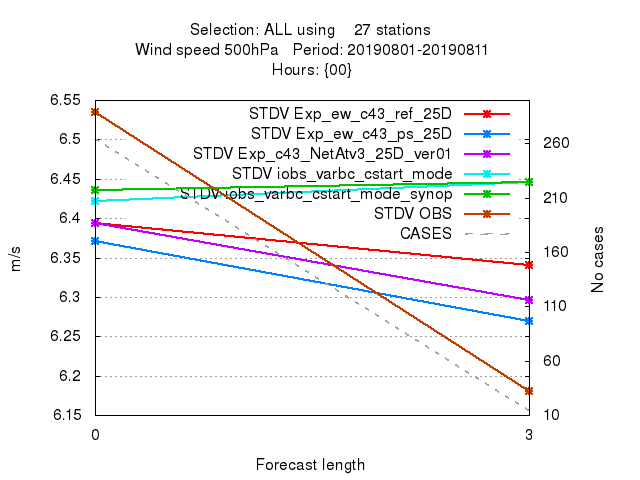 Selection: ALL using 27 stations
Wind speed 500hPa Period: 20190801-20190811
Hours: {00}
6.55
6.5
6.45
6.4
6.35
6.3
6.25
6.2
6.15
m/s
STDV Exp_ew_c43_ref_25D
STDV Exp_ew_c43_ps_25D
STDV Exp_c43_NetAtv3_25D_ver01
STDV iobs_varbc_cstart_mode
STDV iobs_varbc_cstart_mode_synop
STDV OBS
CASES
260
210
160
110
60
10
No cases
0 3
Forecast length